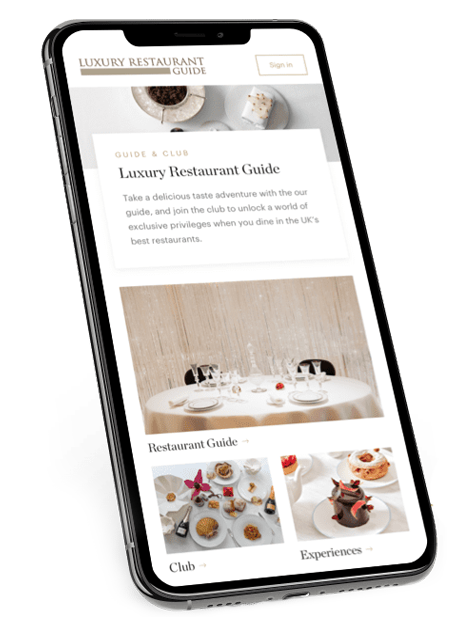 LUXURY RESTAURANT
GUIDE
Sign in
GUIDE & CLUB
Luxury Restaurant Guide
Take a delicious taste adventure with the our
guide, and join the club to unlock a world of
exclusive privileges when you dine in the UK's
best restaurants.
Restaurant Guide →
Club →
Experiences →